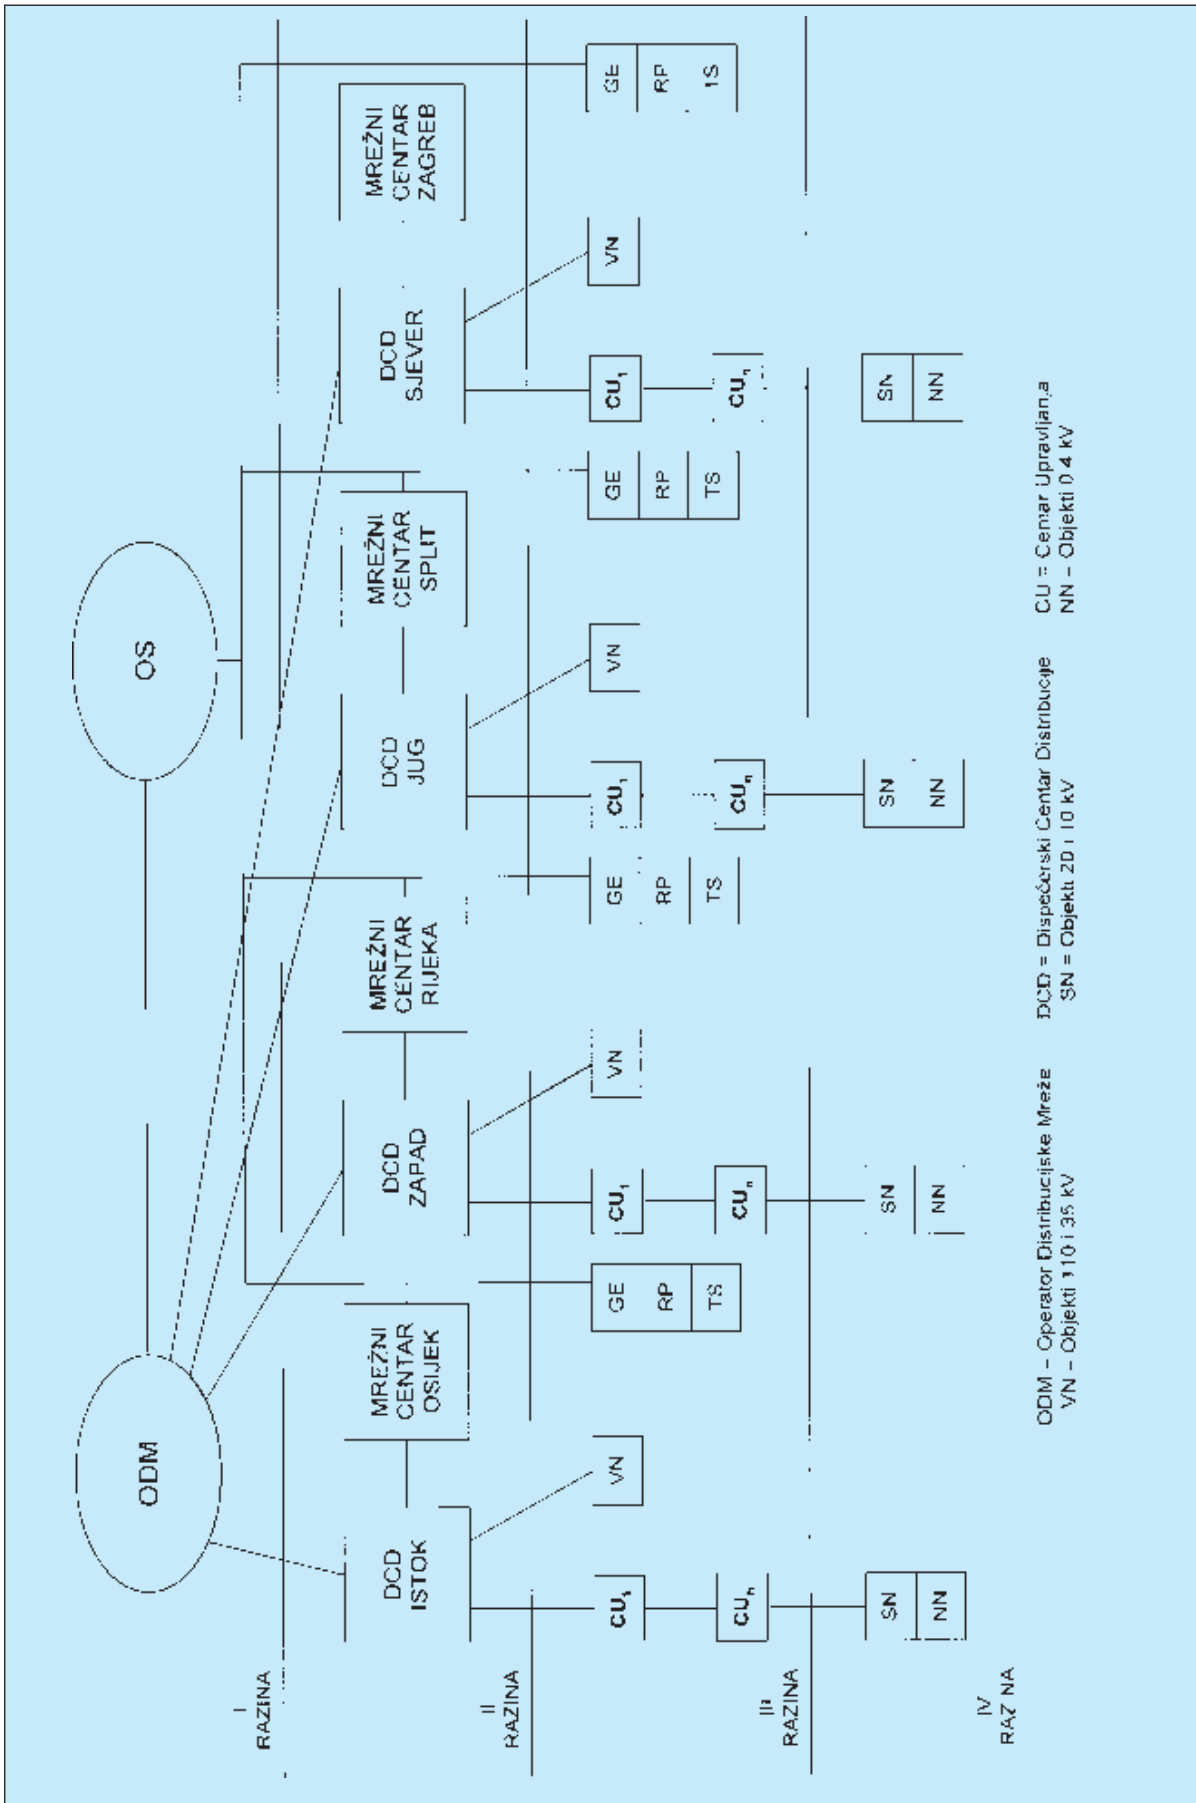 ODM
OS
I
RAZINA
DCD
ISTOK
MREŽNI
CENTAR
OSIJEK
DCD
ZAPAD
MREŽNI
CENTAR
RIJEKA
DCD
JUG
MREŽNI
CENTAR
SPLIT
DCD
SJEVER
MREŽNI
CENTAR
ZAGREB
II
RAZINA
CU1
VN
GE
RP
TS
CU1
VN
GE
RP
TS
CU1
VN
GE
RP
TS
CU1
VN
GE
RP
TS
CUn
CUn
CUn
CUn
III
RAZINA
SN
NN
SN
NN
SN
NN
SN
NN
IV
RAZINA
ODM – Operator Distribucijske Mreže DCD = Dispečerski Centar Distribucije CU = Centar Upravljanja
VN – Objekti 110 i 35 kV SN = Objekti 20 i 10 kV NN – Objekti 0.4 kV